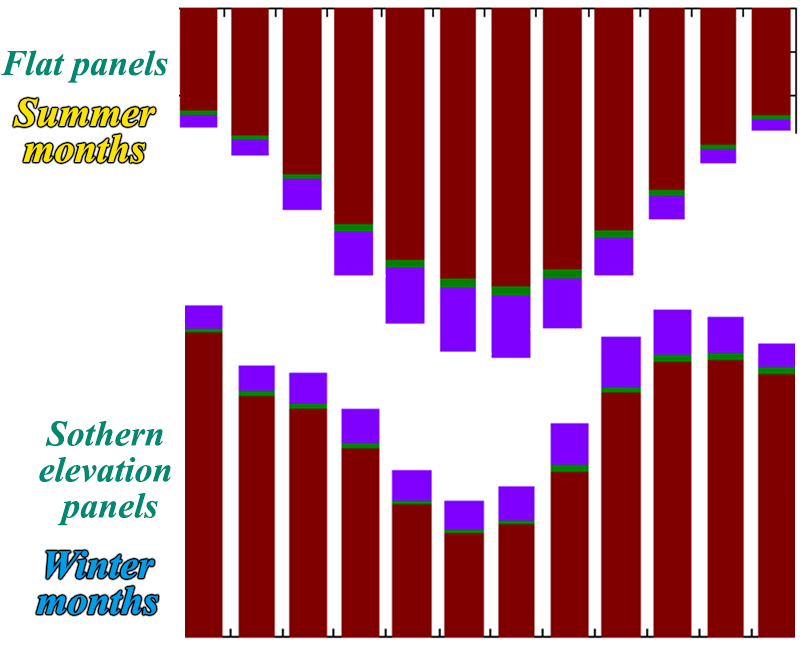 Flat panels
Summer
months
Sothern
elevation
panels
Winter
months